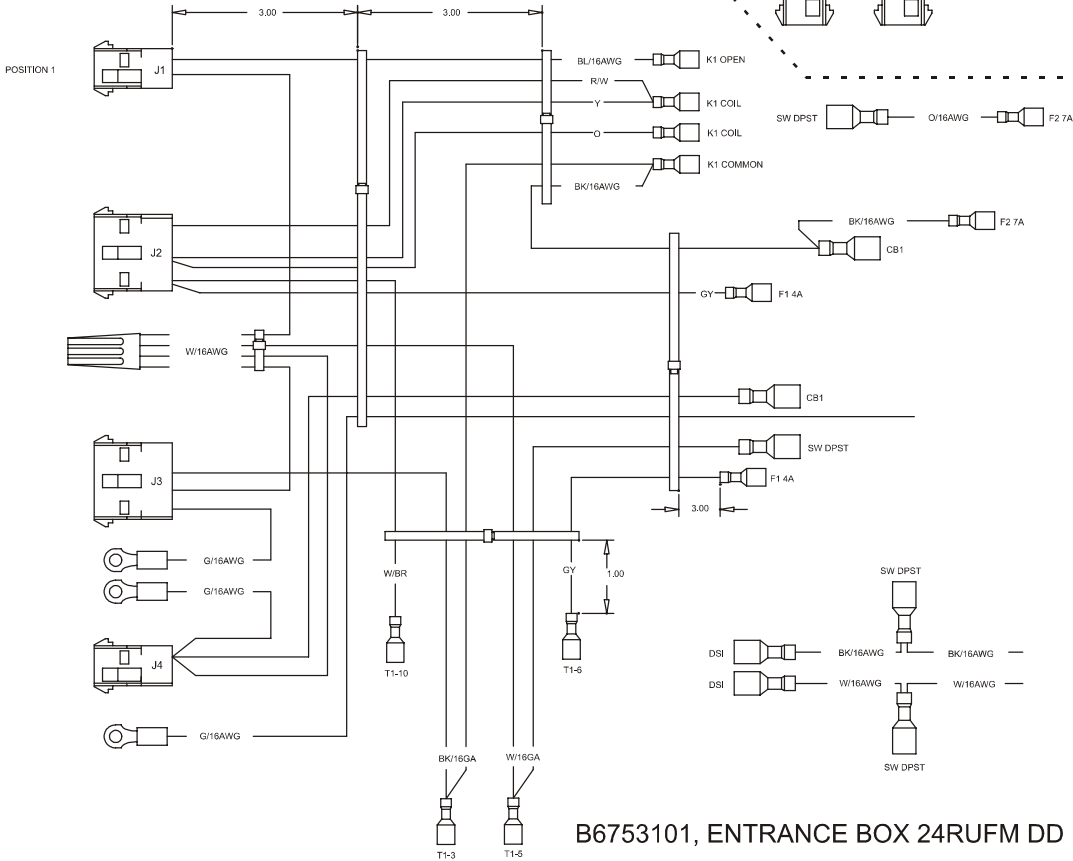 3.00 3.00
POSITION 1
J1
BL/16AWG K1 OPEN
R/W
Y K1 COIL
O K1 COIL
K1 COMMON
BK/16AWG
SW DPST O/16AWG F2 7A
J2
BK/16AWG F2 7A
CB1
GY F1 4A
W/16AWG
CB1
SW DPST
J3
F1 4A
3.00
G/16AWG
W/BR
GY
1.00
G/16AWG
SW DPST
J4
T1-10
T1-6
DSI BK/16AWG BK/16AWG
DSI W/16AWG W/16AWG
G/16AWG
BK/16GA
W/16GA
SW DPST
T1-3
T1-5
B6753101, ENTRANCE BOX 24RUFM DD